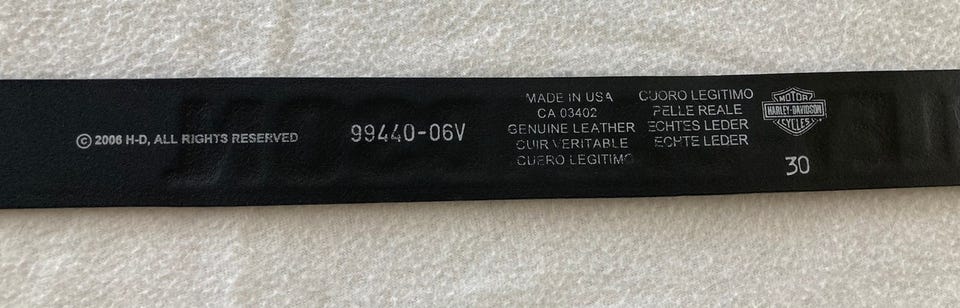 © 2006 H-D, ALL RIGHTS RESERVED
99440-06V
MADE IN USA
CA 03402
GENUINE LEATHER
CUIR VERITABLE
CUERO LEGITIMO
CUORO LEGITIMO
PELLE REALE
ECHTES LEDER
ECHTE LEDER
MOTOR
HARLEY-DAVIDSON
CYCLES
30